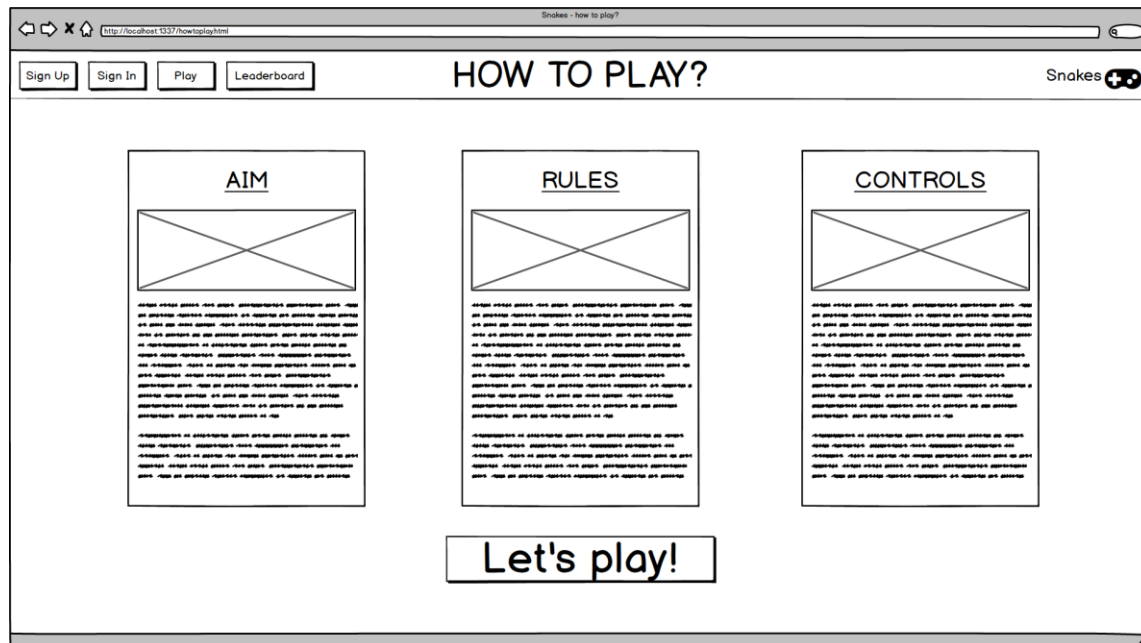 Snakes - how to play?
http://localhost:1337/howtoplay.html
Sign Up Sign In Play Leaderboard HOW TO PLAY? Snakes
AIM RULES CONTROLS
Let's play!